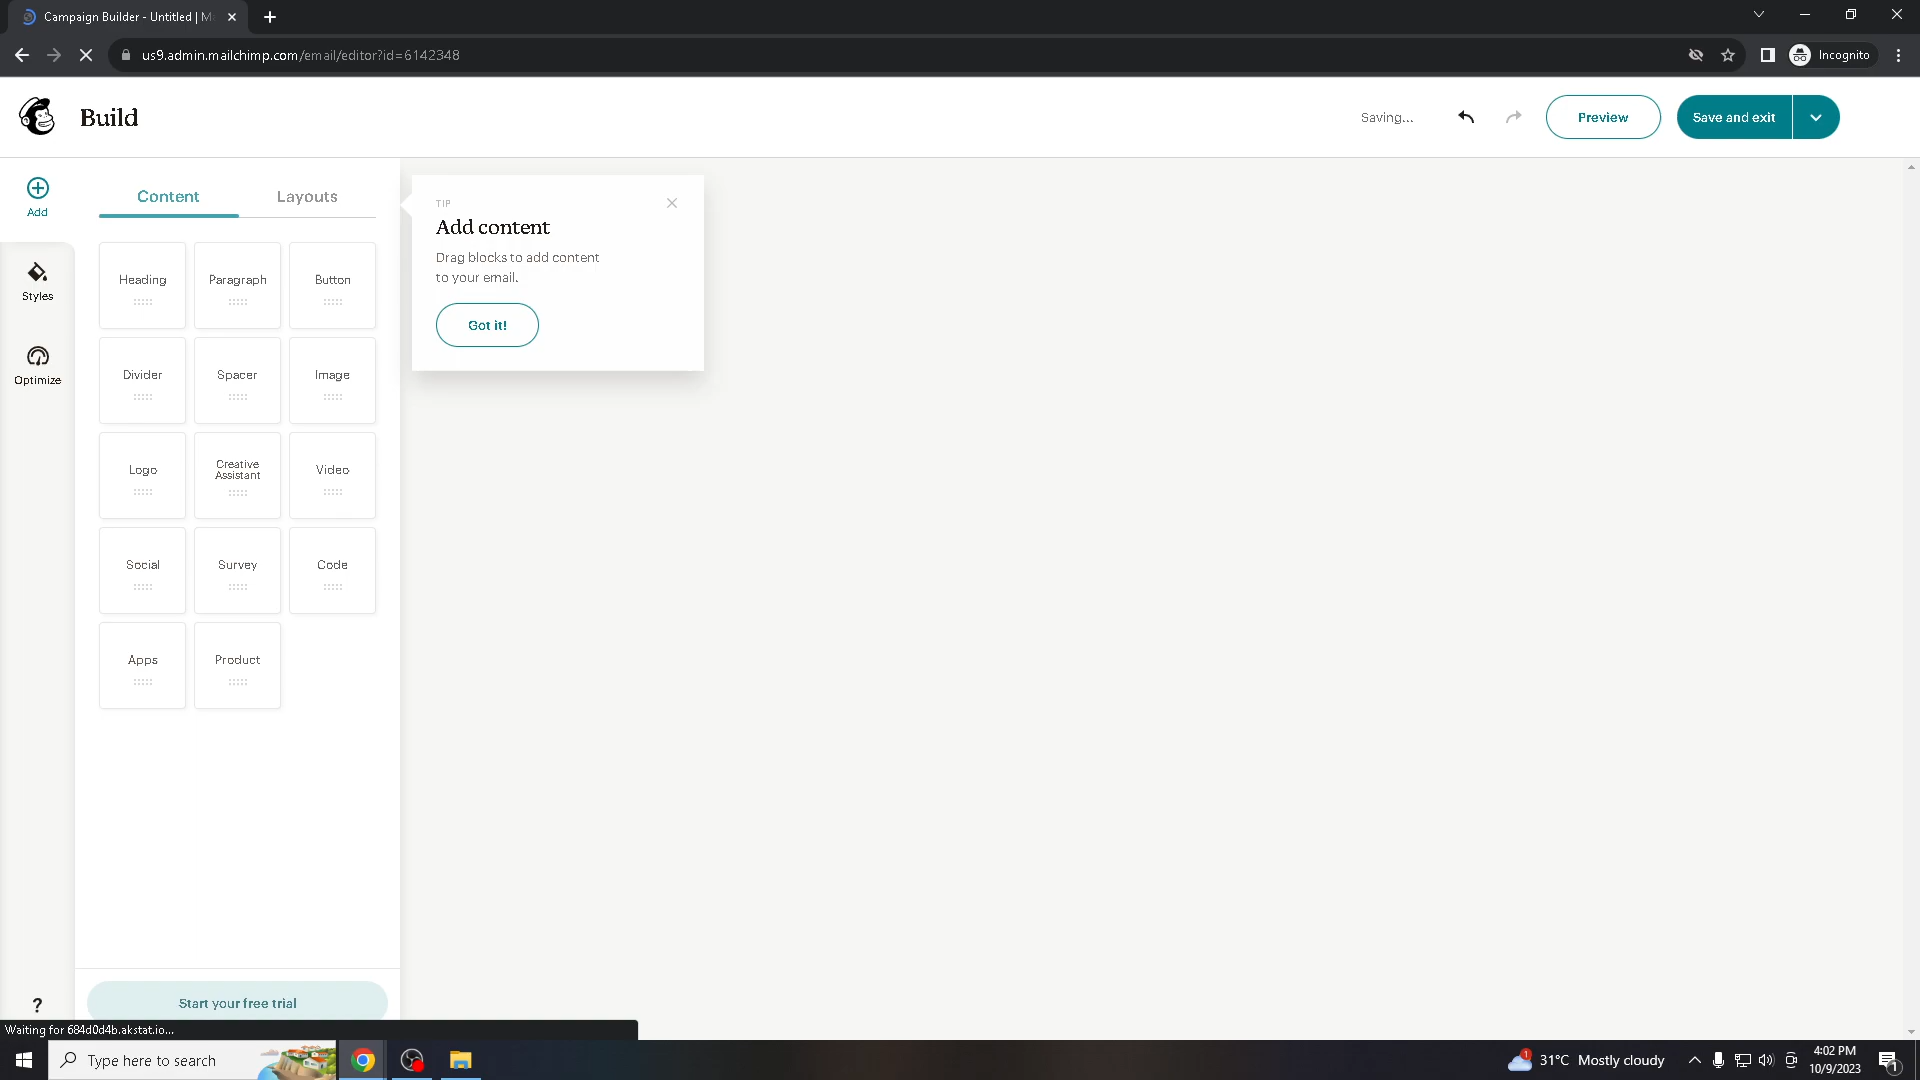 Campaign Builder - Untitled | M
us9.admin.mailchimp.com/email/editor?id=6142348
Incognito
Build
Saving...
Preview
Save and exit
Add
Content
Layouts
TIP
Add content
Drag blocks to add content
to your email.
Got it!
Styles
Optimize
Heading
Paragraph
Button
Divider
Spacer
Image
Logo
Creative
Assistant
Video
Social
Survey
Code
Apps
Product
?
Start your free trial
Waiting for 684d0d4b.akstat.io...
Type here to search
1
31°C Mostly cloudy
4:02 PM
10/9/2023
1